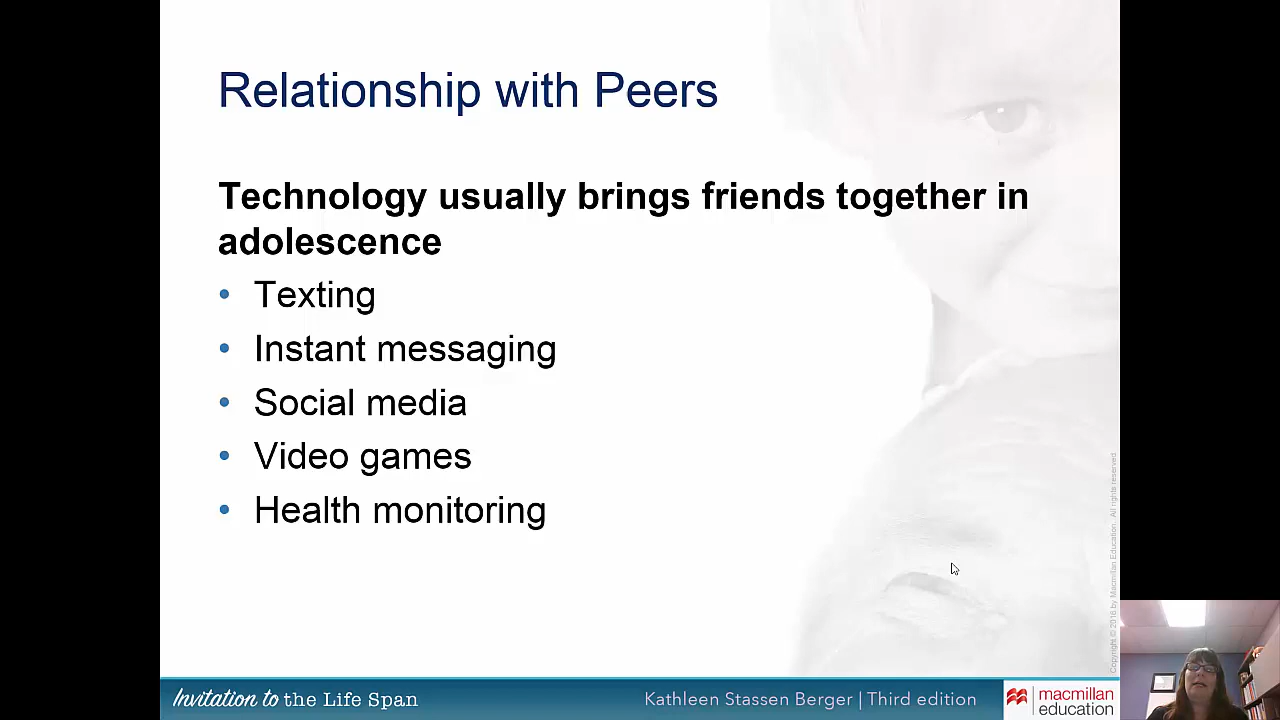 Relationship with Peers
Technology usually brings friends together in
adolescence
• Texting
• Instant messaging
• Social media
• Video games
• Health monitoring
Copyright © 2016 by Macmillan Education. All rights reserved
Invitation to the Life Span
Kathleen Stassen Berger | Third edition
macmillan
education